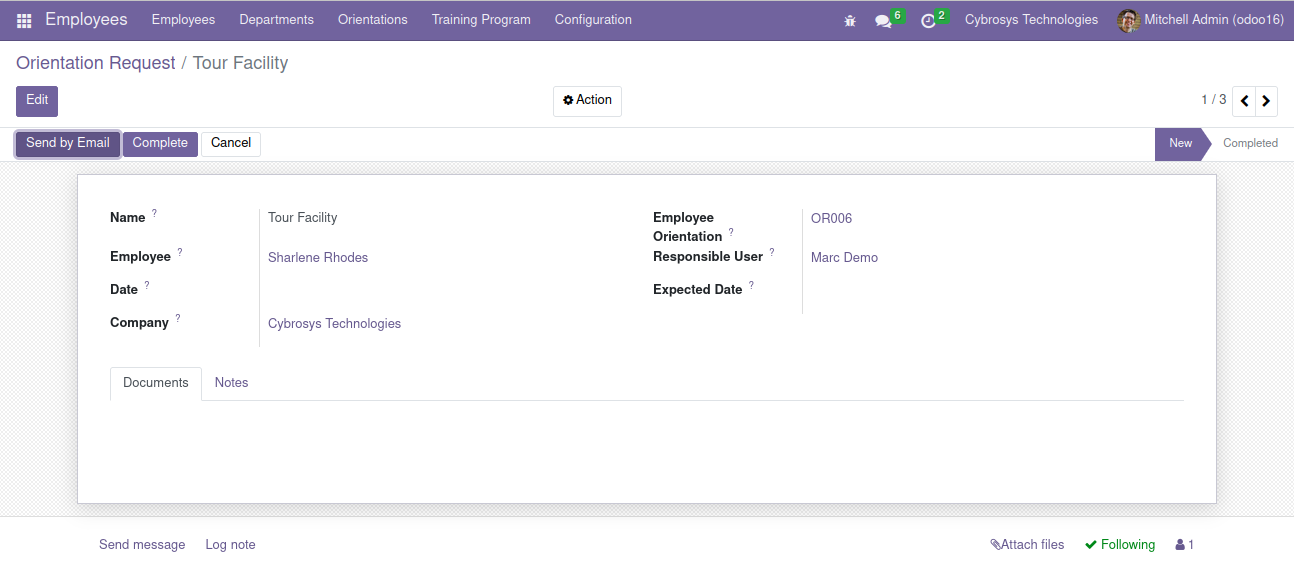 Employees Employees Departments Orientations Training Program Configuration 6 2 Cybrosys Technologies Mitchell Admin (odoo16)
Orientation Request / Tour Facility
Edit Action 1 / 3
Send by Email Complete Cancel New Completed
Name ? Tour Facility
Employee ? Sharlene Rhodes
Date ?
Company ? Cybrosys Technologies
Employee
Orientation ? OR006
Responsible User ? Marc Demo
Expected Date ?
Documents Notes
Send message Log note Attach files Following 1